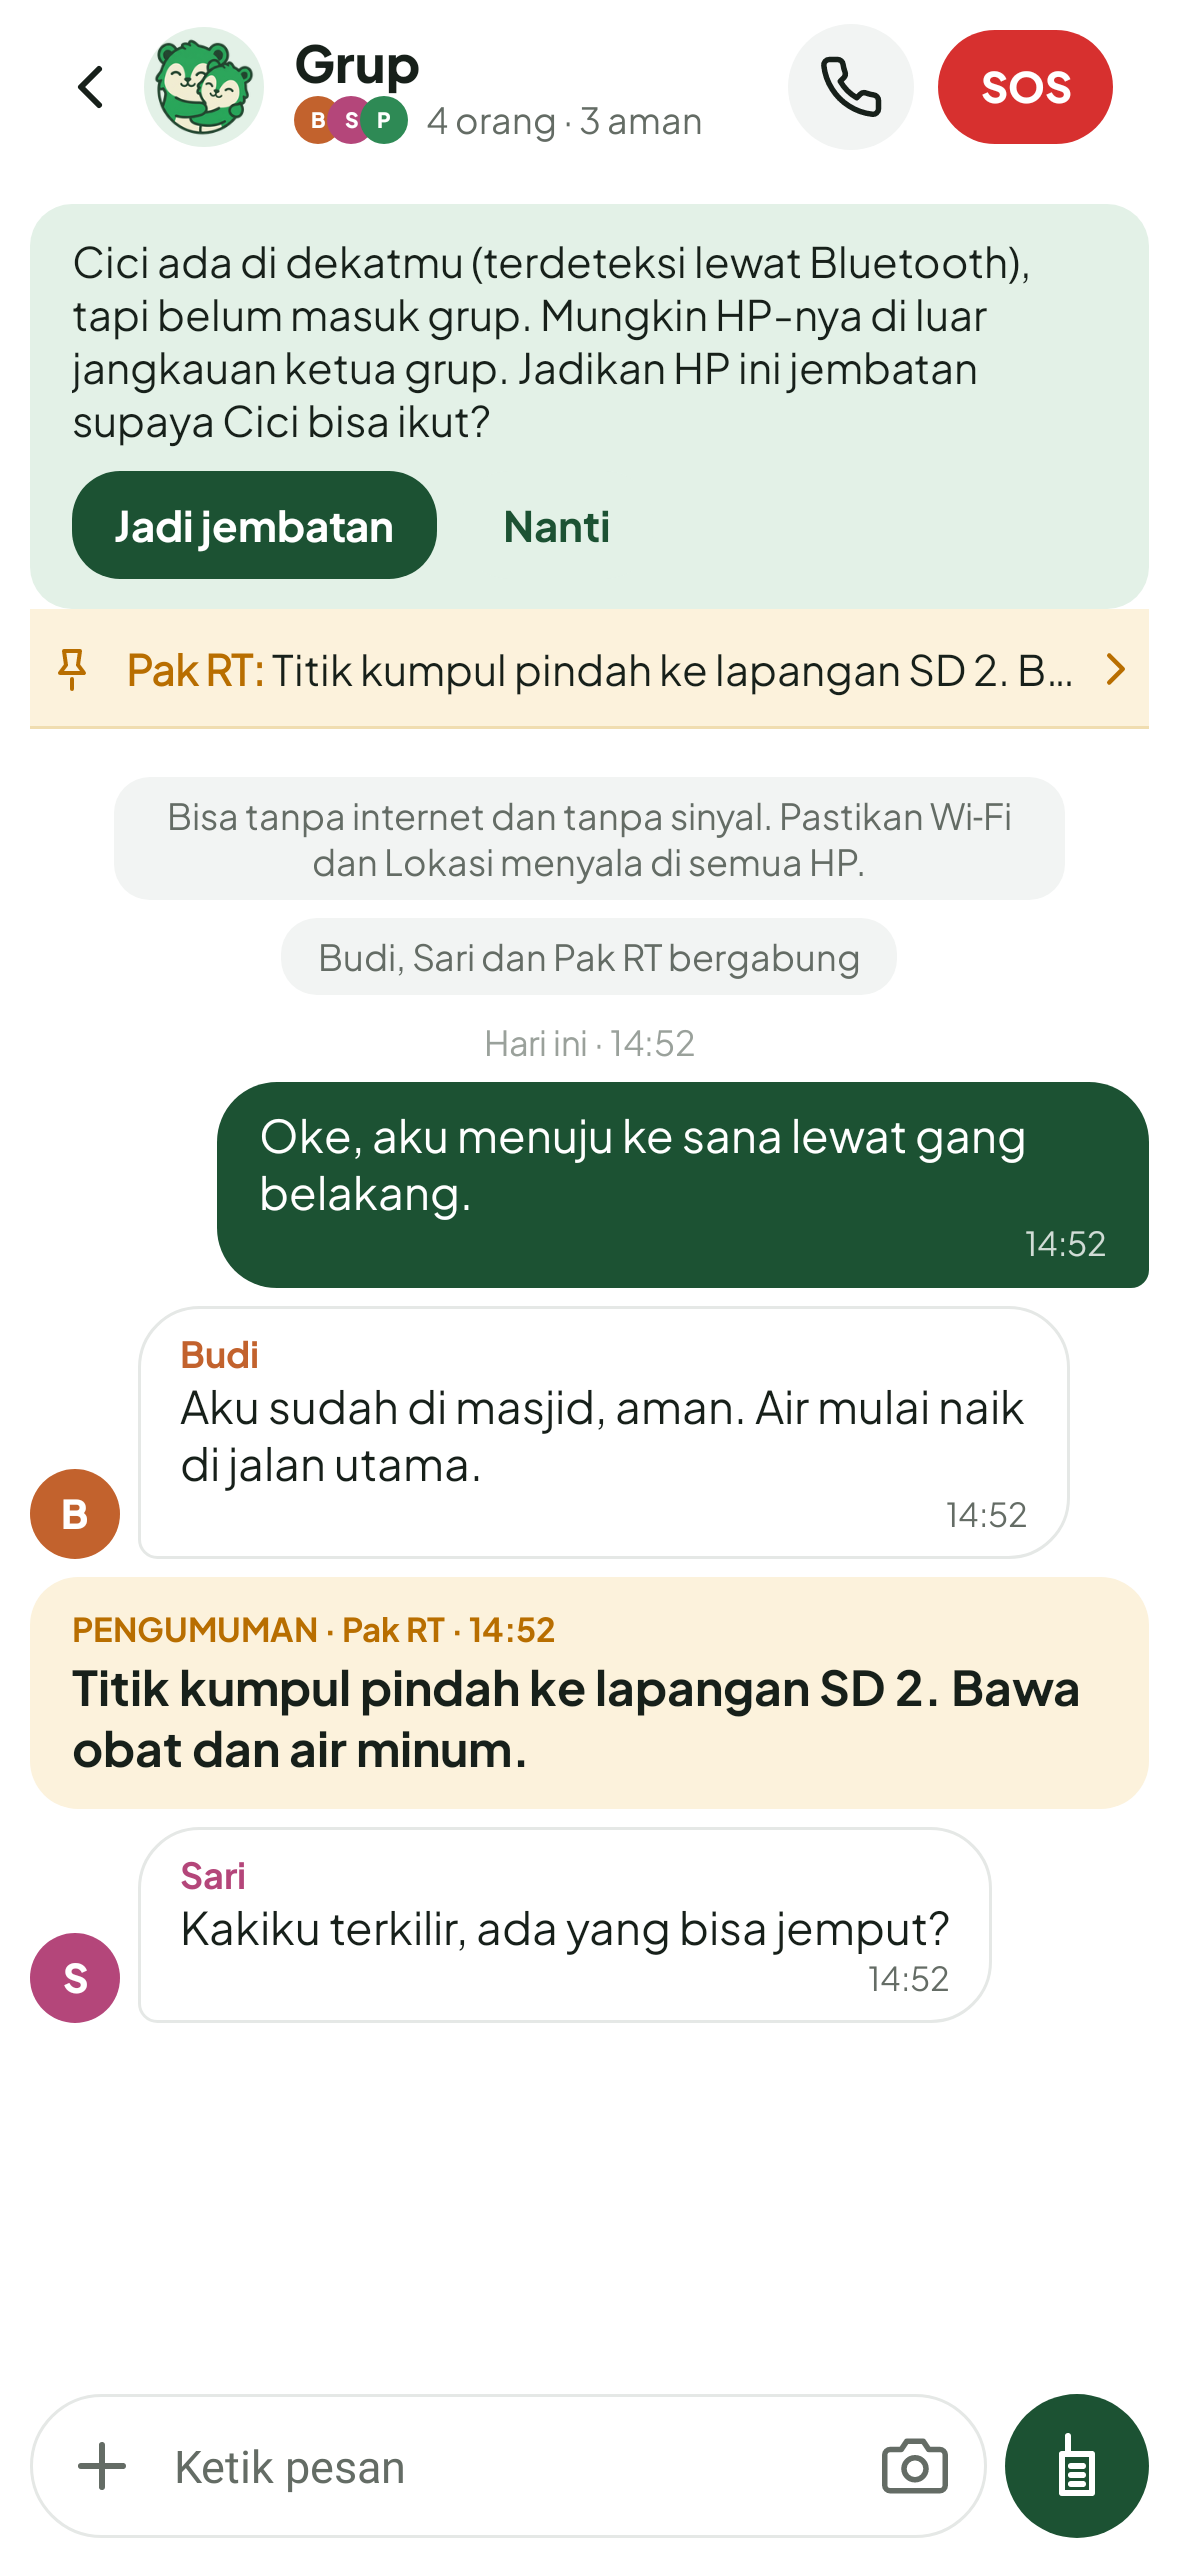 Grup
B S P 4 orang · 3 aman
SOS
Cici ada di dekatmu (terdeteksi lewat Bluetooth),
tapi belum masuk grup. Mungkin HP-nya di luar
jangkauan ketua grup. Jadikan HP ini jembatan
supaya Cici bisa ikut?
Jadi jembatan
Nanti
Pak RT: Titik kumpul pindah ke lapangan SD 2. B...
Bisa tanpa internet dan tanpa sinyal. Pastikan Wi-Fi
dan Lokasi menyala di semua HP.
Budi, Sari dan Pak RT bergabung
Hari ini · 14:52
Oke, aku menuju ke sana lewat gang
belakang.
14:52
Budi
Aku sudah di masjid, aman. Air mulai naik
di jalan utama.
14:52
B
PENGUMUMAN · Pak RT · 14:52
Titik kumpul pindah ke lapangan SD 2. Bawa
obat dan air minum.
Sari
Kakiku terkilir, ada yang bisa jemput?
14:52
S
Ketik pesan